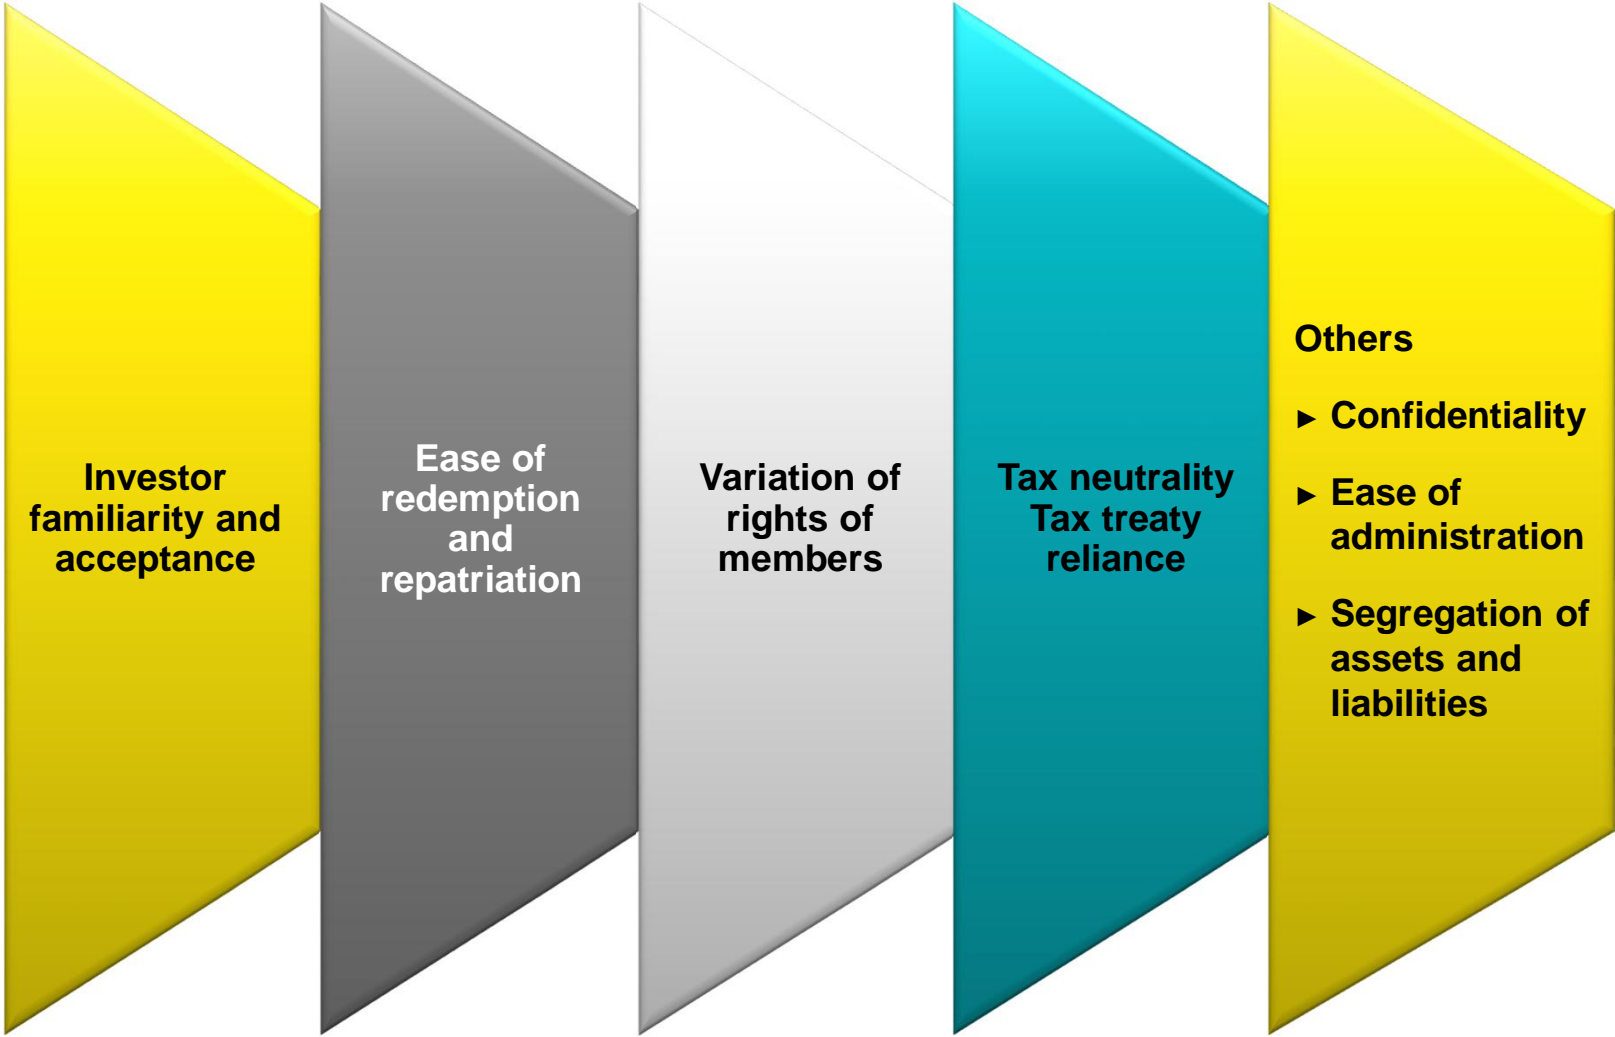 Investor
familiarity and
acceptance
Ease of
redemption
and
repatriation
Variation of
rights of
members
Tax neutrality
Tax treaty
reliance
Others
► Confidentiality
► Ease of
administration
► Segregation of
assets and
liabilities